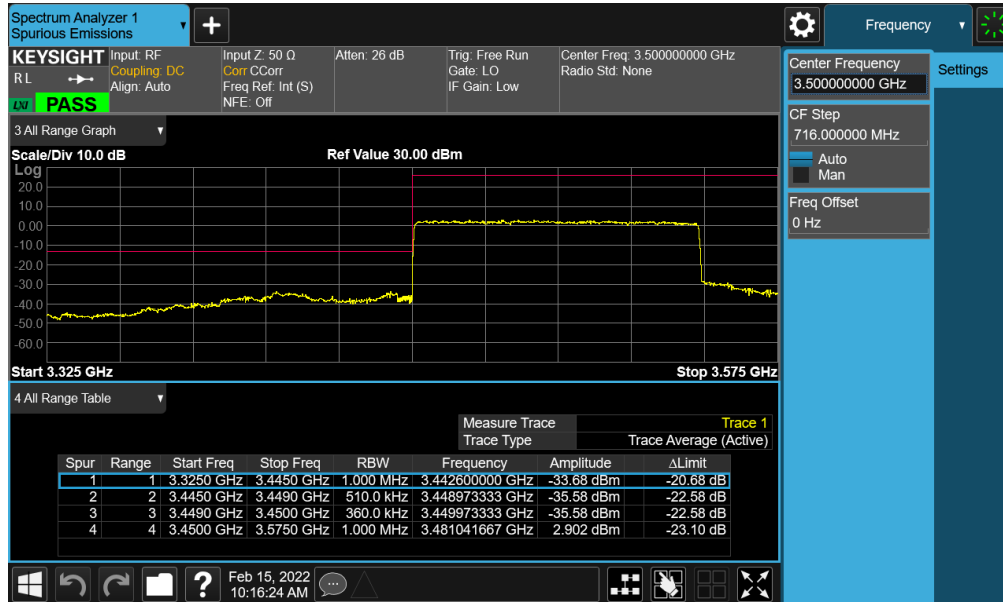 Spectrum Analyzer 1
Spurious Emissions
Frequency
KEYSIGHT
RL
LXI
PASS
Input: RF
Coupling: DC
Align: Auto
Input Z: 50 Ω
Corr CCorr
Freq Ref: Int (S)
NFE: Off
Atten: 26 dB
Trig: Free Run
Gate: LO
IF Gain: Low
Center Freq: 3.500000000 GHz
Radio Std: None
Center Frequency
3.500000000 GHz
Settings
CF Step
716.000000 MHz
Auto
Man
Freq Offset
0 Hz
3 All Range Graph
Scale/Div 10.0 dB
Ref Value 30.00 dBm
Log
20.0
10.0
0.00
-10.0
-20.0
-30.0
-40.0
-50.0
-60.0
Start 3.325 GHz
Stop 3.575 GHz
4 All Range Table
Measure Trace Trace 1
Trace Type Trace Average (Active)
Spur Range Start Freq Stop Freq RBW Frequency Amplitude ΔLimit
1 1 3.3250 GHz 3.4450 GHz 1.000 MHz 3.442600000 GHz -33.68 dBm -20.68 dB
2 2 3.4450 GHz 3.4490 GHz 510.0 kHz 3.448973333 GHz -35.58 dBm -22.58 dB
3 3 3.4490 GHz 3.4500 GHz 360.0 kHz 3.449973333 GHz -35.58 dBm -22.58 dB
4 4 3.4500 GHz 3.5750 GHz 1.000 MHz 3.481041667 GHz 2.902 dBm -23.10 dB
?
Feb 15, 2022
10:16:24 AM